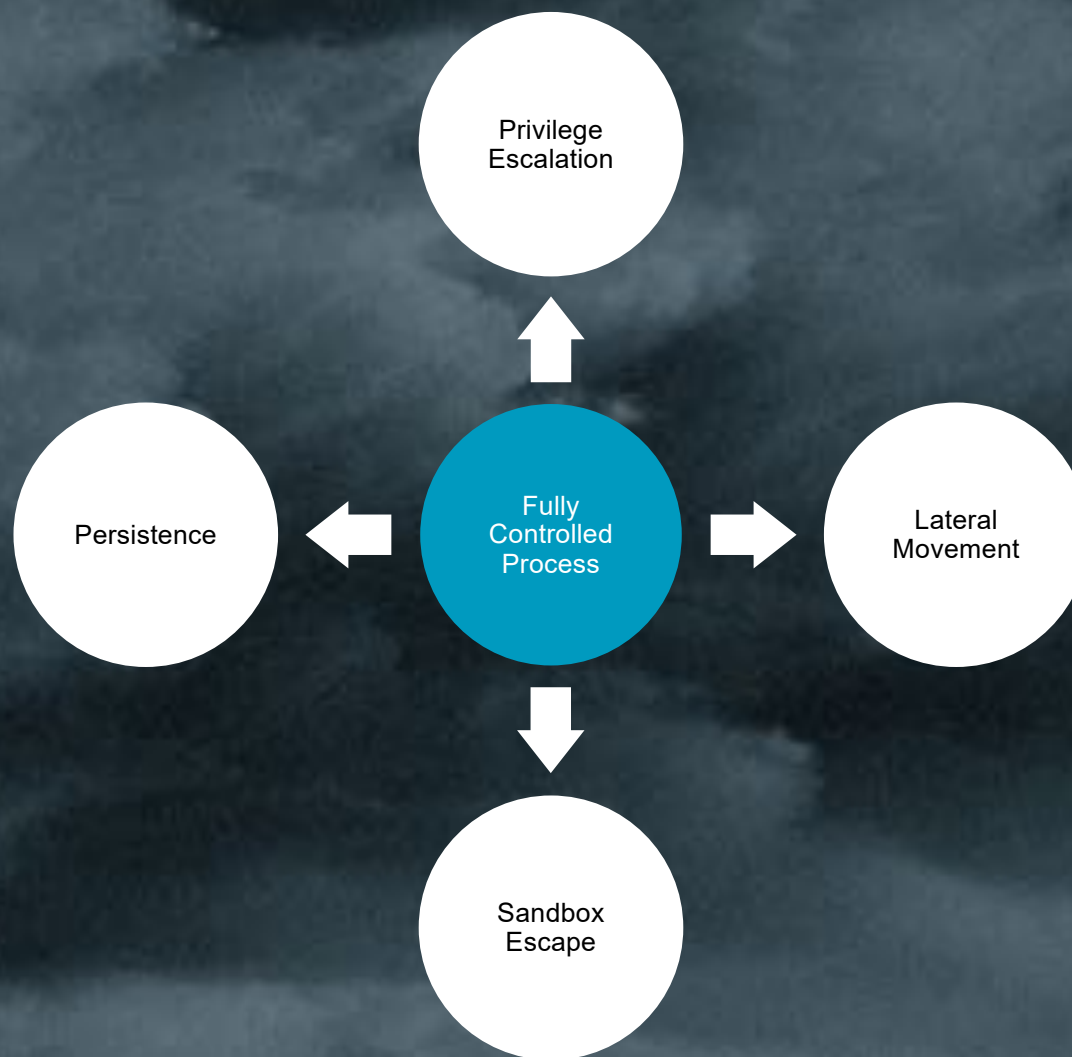 Privilege
Escalation
Persistence
Fully
Controlled
Process
Lateral
Movement
Sandbox
Escape